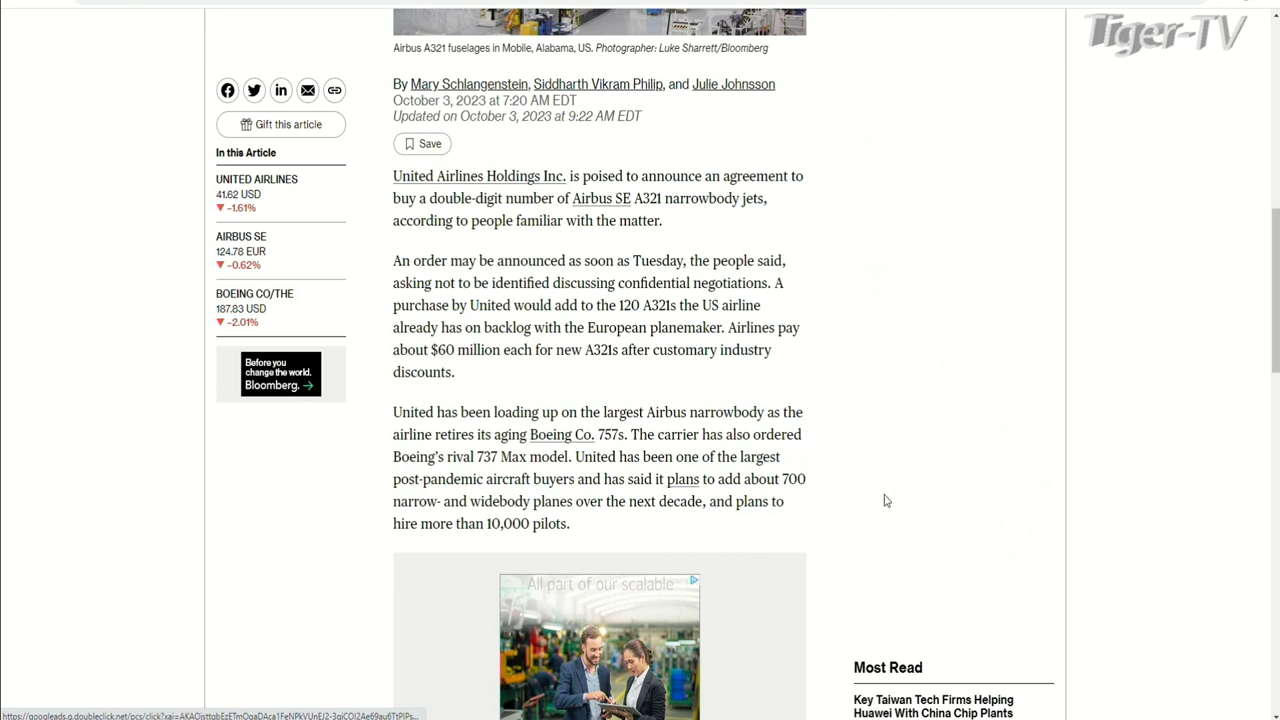 Tiger-TV
Airbus A321 fuselages in Mobile, Alabama, US. Photographer: Luke Sharrett/Bloomberg
By Mary Schlangenstein, Siddharth Vikram Philip, and Julie Johnsson
October 3, 2023 at 7:20 AM EDT
Updated on October 3, 2023 at 9:22 AM EDT
Save
Gift this article
In this Article
UNITED AIRLINES
41.62 USD
▼ -1.61%
AIRBUS SE
124.78 EUR
▼ -0.62%
BOEING CO/THE
187.83 USD
▼ -2.01%
Before you
change the world.
Bloomberg. →
United Airlines Holdings Inc. is poised to announce an agreement to
buy a double-digit number of Airbus SE A321 narrowbody jets,
according to people familiar with the matter.
An order may be announced as soon as Tuesday, the people said,
asking not to be identified discussing confidential negotiations. A
purchase by United would add to the 120 A321s the US airline
already has on backlog with the European planemaker. Airlines pay
about $60 million each for new A321s after customary industry
discounts.
United has been loading up on the largest Airbus narrowbody as the
airline retires its aging Boeing Co. 757s. The carrier has also ordered
Boeing's rival 737 Max model. United has been one of the largest
post-pandemic aircraft buyers and has said it plans to add about 700
narrow- and widebody planes over the next decade, and plans to
hire more than 10,000 pilots.
All part of our scalable
Most Read
Key Taiwan Tech Firms Helping
Huawei With China Chip Plants